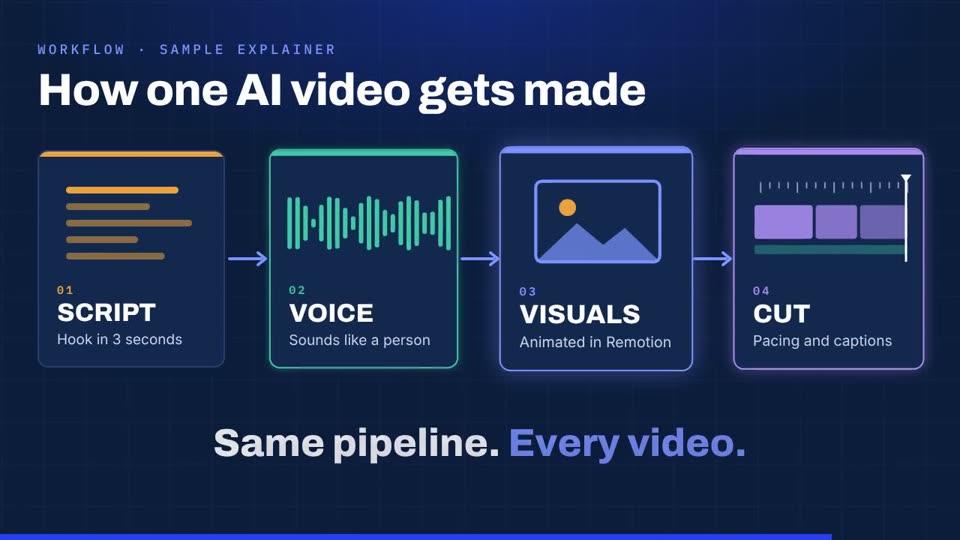 WORKFLOW · SAMPLE EXPLAINER
How one AI video gets made
01
SCRIPT
Hook in 3 seconds
02
VOICE
Sounds like a person
03
VISUALS
Animated in Remotion
04
CUT
Pacing and captions
Same pipeline. Every video.